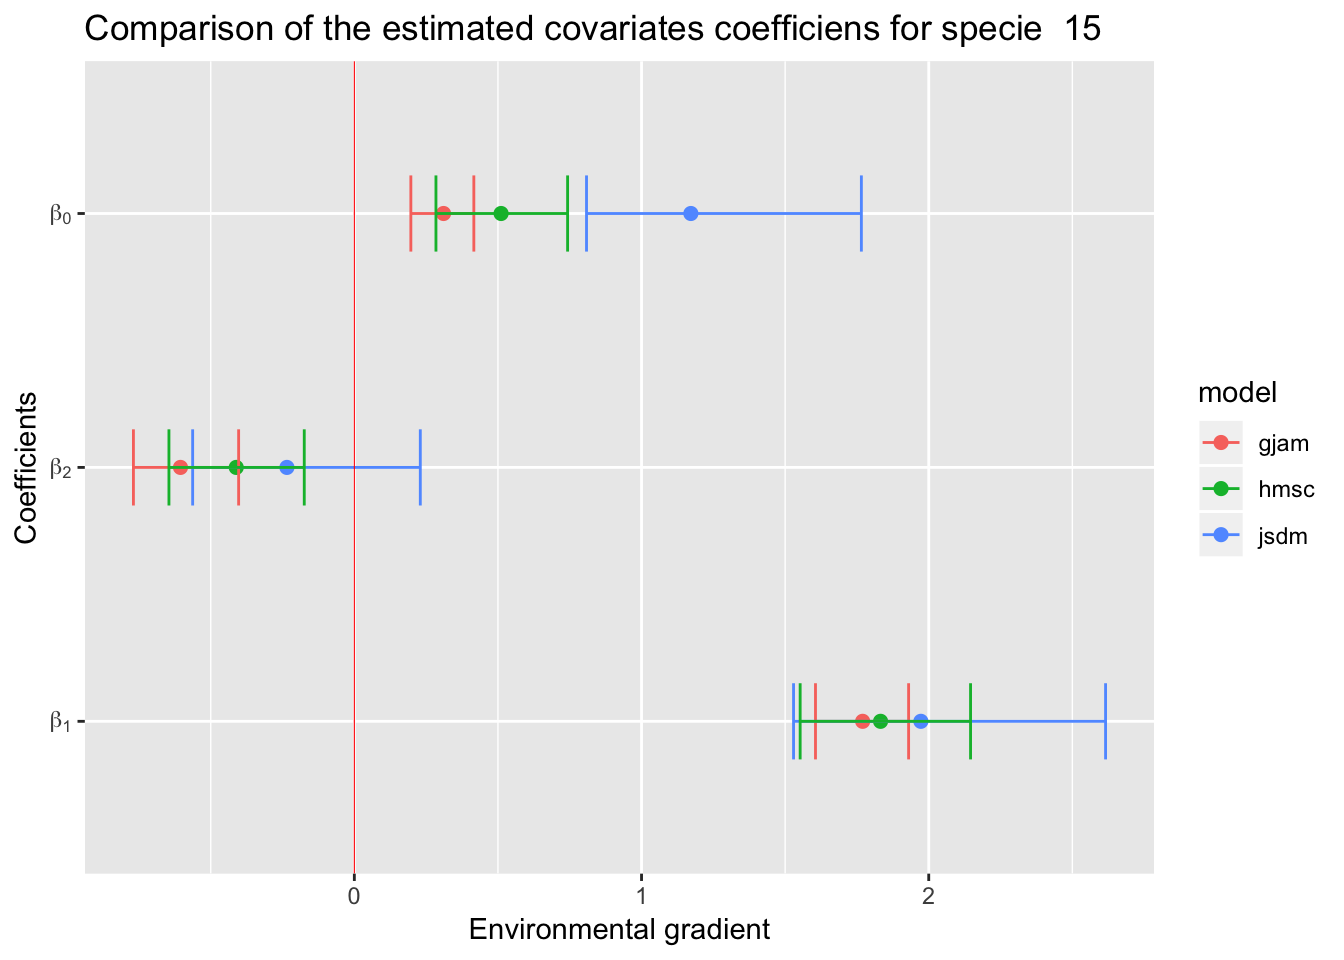 Comparison of the estimated covariates coefficiens for specie  15
Coefficients
β₀
β₂
β₁
0 1 2
Environmental gradient
model
gjam
hmsc
jsdm